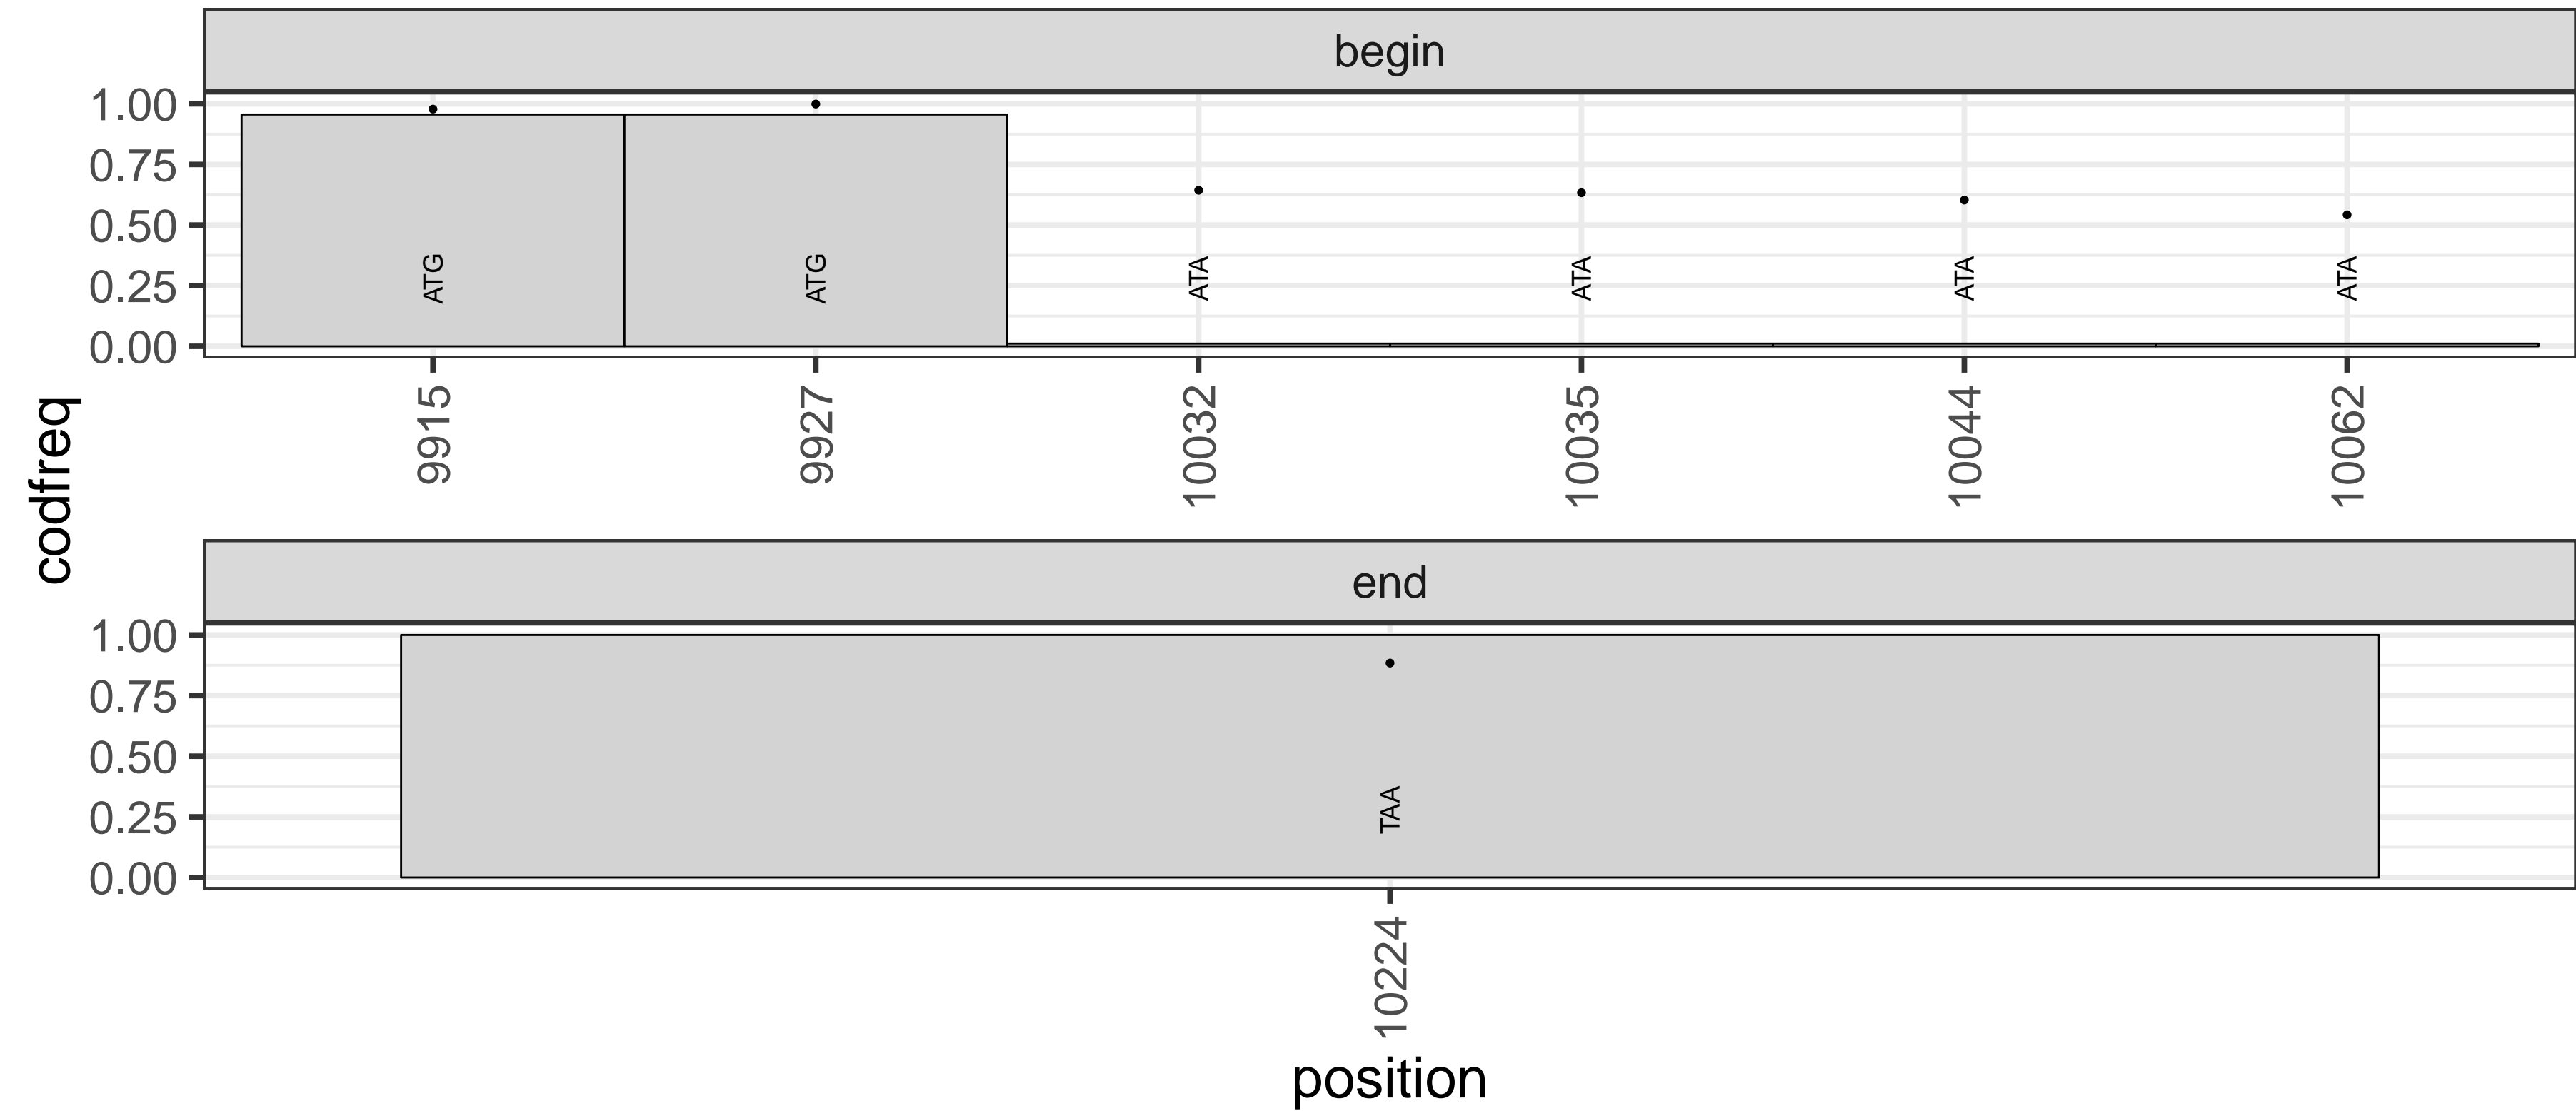 begin
1.00
0.75
0.50
0.25
0.00
ATG
ATG
ATA
ATA
ATA
ATA
9915
9927
10032
10035
10044
10062
codfreq
end
1.00
0.75
0.50
0.25
0.00
TAA
10224
position